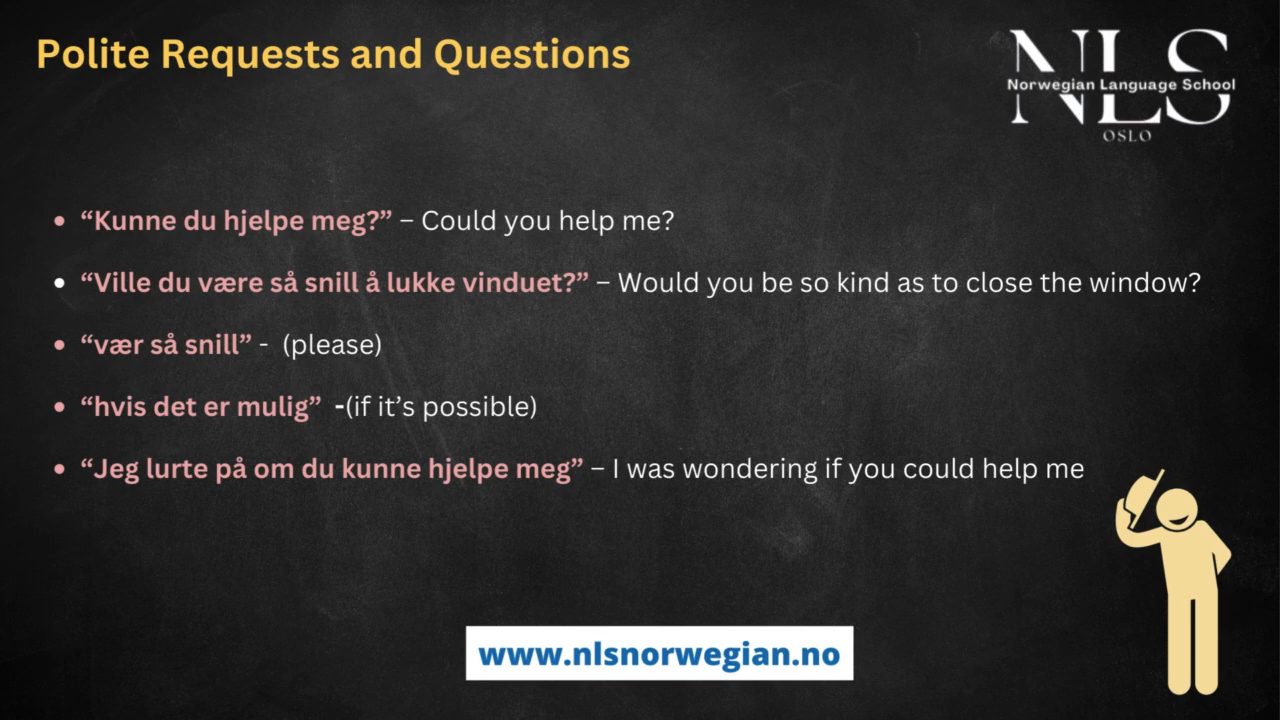 Polite Requests and Questions
NLS
Norwegian Language School
OSLO
• “Kunne du hjelpe meg?” – Could you help me?
• “Ville du være så snill å lukke vinduet?” – Would you be so kind as to close the window?
• “vær så snill” - (please)
• “hvis det er mulig” -(if it’s possible)
• “Jeg lurte på om du kunne hjelpe meg” – I was wondering if you could help me
www.nlsnorwegian.no